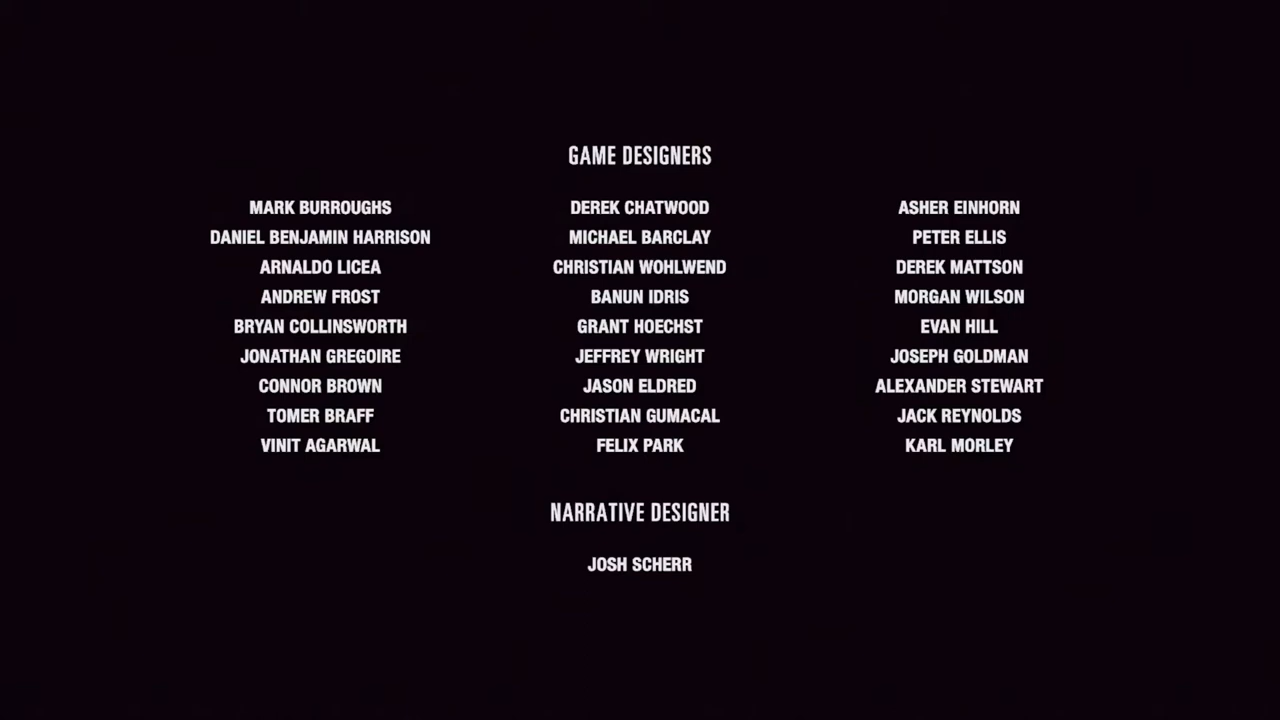 GAME DESIGNERS
MARK BURROUGHS DEREK CHATWOOD ASHER EINHORN
DANIEL BENJAMIN HARRISON MICHAEL BARCLAY PETER ELLIS
ARNALDO LICEA CHRISTIAN WOHLWEND DEREK MATTSON
ANDREW FROST BANUN IDRIS MORGAN WILSON
BRYAN COLLINSWORTH GRANT HOECHST EVAN HILL
JONATHAN GREGOIRE JEFFREY WRIGHT JOSEPH GOLDMAN
CONNOR BROWN JASON ELDRED ALEXANDER STEWART
TOMER BRAFF CHRISTIAN GUMACAL JACK REYNOLDS
VINIT AGARWAL FELIX PARK KARL MORLEY
NARRATIVE DESIGNER
JOSH SCHERR